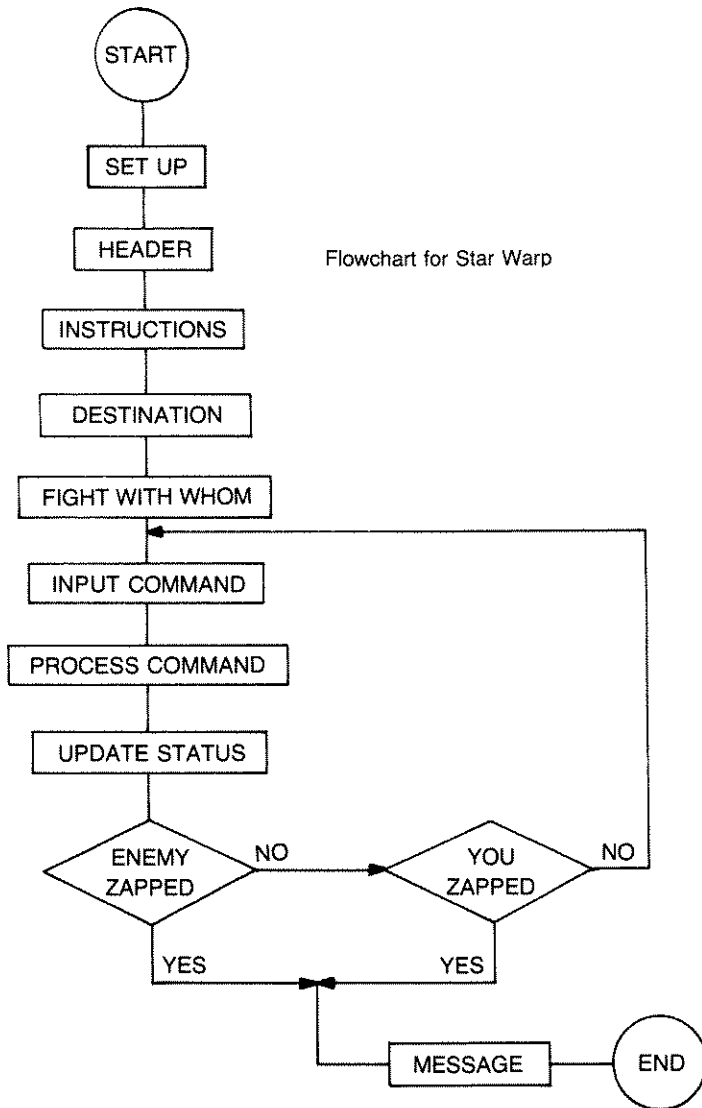 START
SET UP
HEADER
Flowchart for Star Warp
INSTRUCTIONS
DESTINATION
FIGHT WITH WHOM
INPUT COMMAND
PROCESS COMMAND
UPDATE STATUS
ENEMY
ZAPPED
NO
YOU
ZAPPED
NO
YES
YES
MESSAGE
END